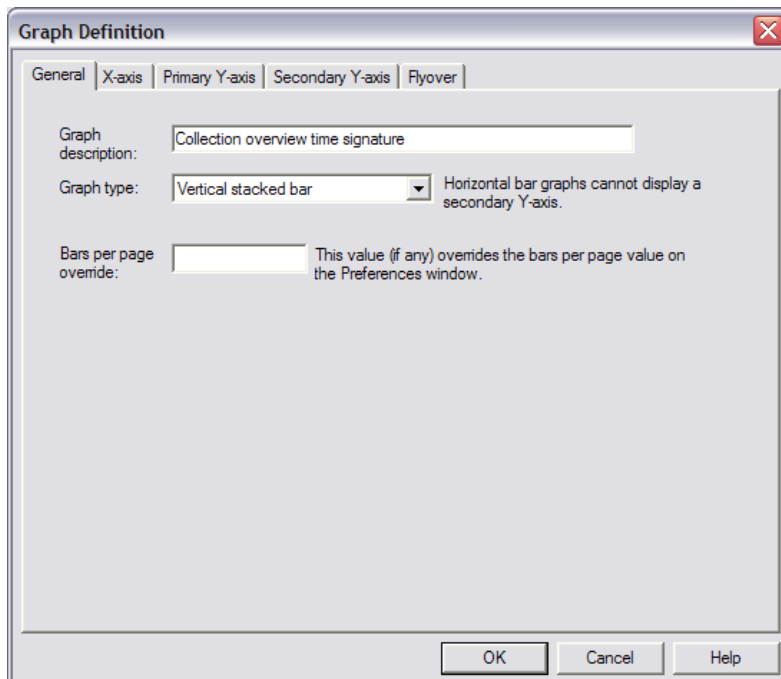 Graph Definition
General X-axis Primary Y-axis Secondary Y-axis Flyover
Graph
description:
Collection overview time signature
Graph type:
Vertical stacked bar
Horizontal bar graphs cannot display a
secondary Y-axis.
Bars per page
override:
This value (if any) overrides the bars per page value on
the Preferences window.
OK Cancel Help